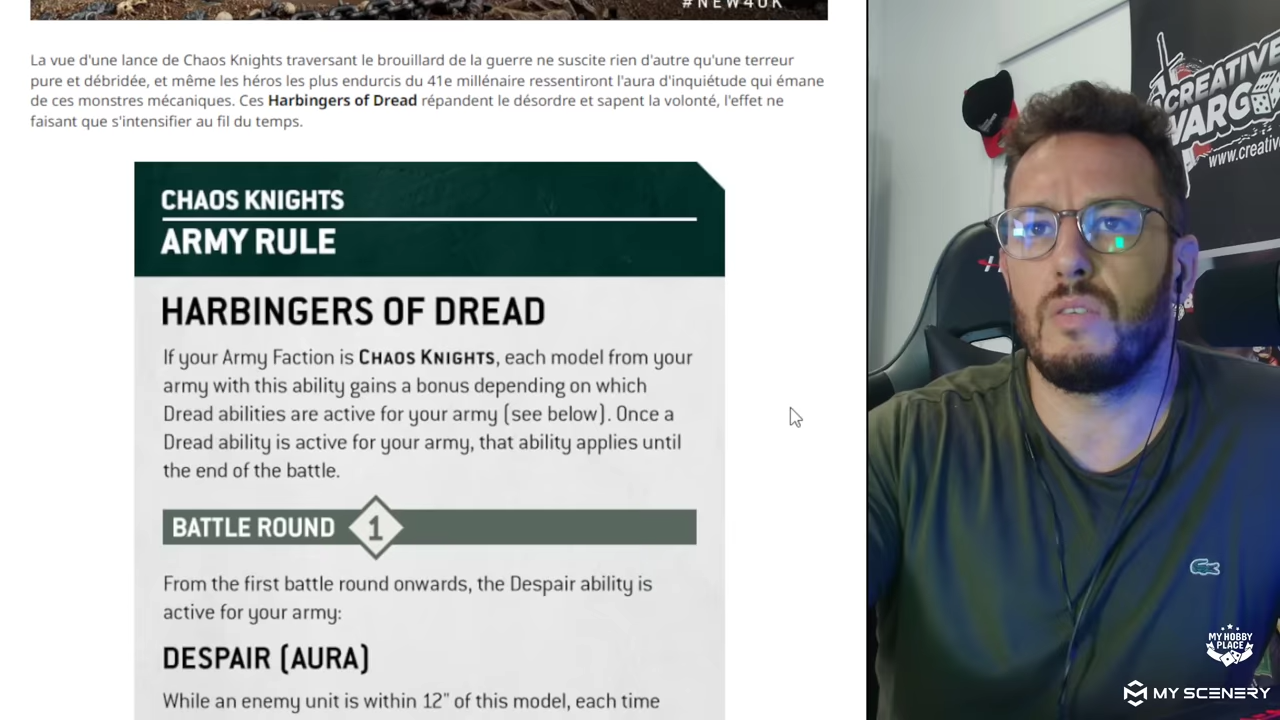 #NEW40K
La vue d'une lance de Chaos Knights traversant le brouillard de la guerre ne suscite rien d'autre qu'une terreur
pure et débridée, et même les héros les plus endurcis du 41e millénaire ressentiront l'aura d'inquiétude qui émane
de ces monstres mécaniques. Ces Harbingers of Dread répandent le désordre et sapent la volonté, l'effet ne
faisant que s'intensifier au fil du temps.
CHAOS KNIGHTS
ARMY RULE
HARBINGERS OF DREAD
If your Army Faction is CHAOS KNIGHTS, each model from your
army with this ability gains a bonus depending on which
Dread abilities are active for your army (see below). Once a
Dread ability is active for your army, that ability applies until
the end of the battle.
BATTLE ROUND 1
From the first battle round onwards, the Despair ability is
active for your army:
DESPAIR (AURA)
While an enemy unit is within 12" of this model, each time
CREATIVE
WARG
www.creative
MY HOBBY
PLACE
MY SCENERY